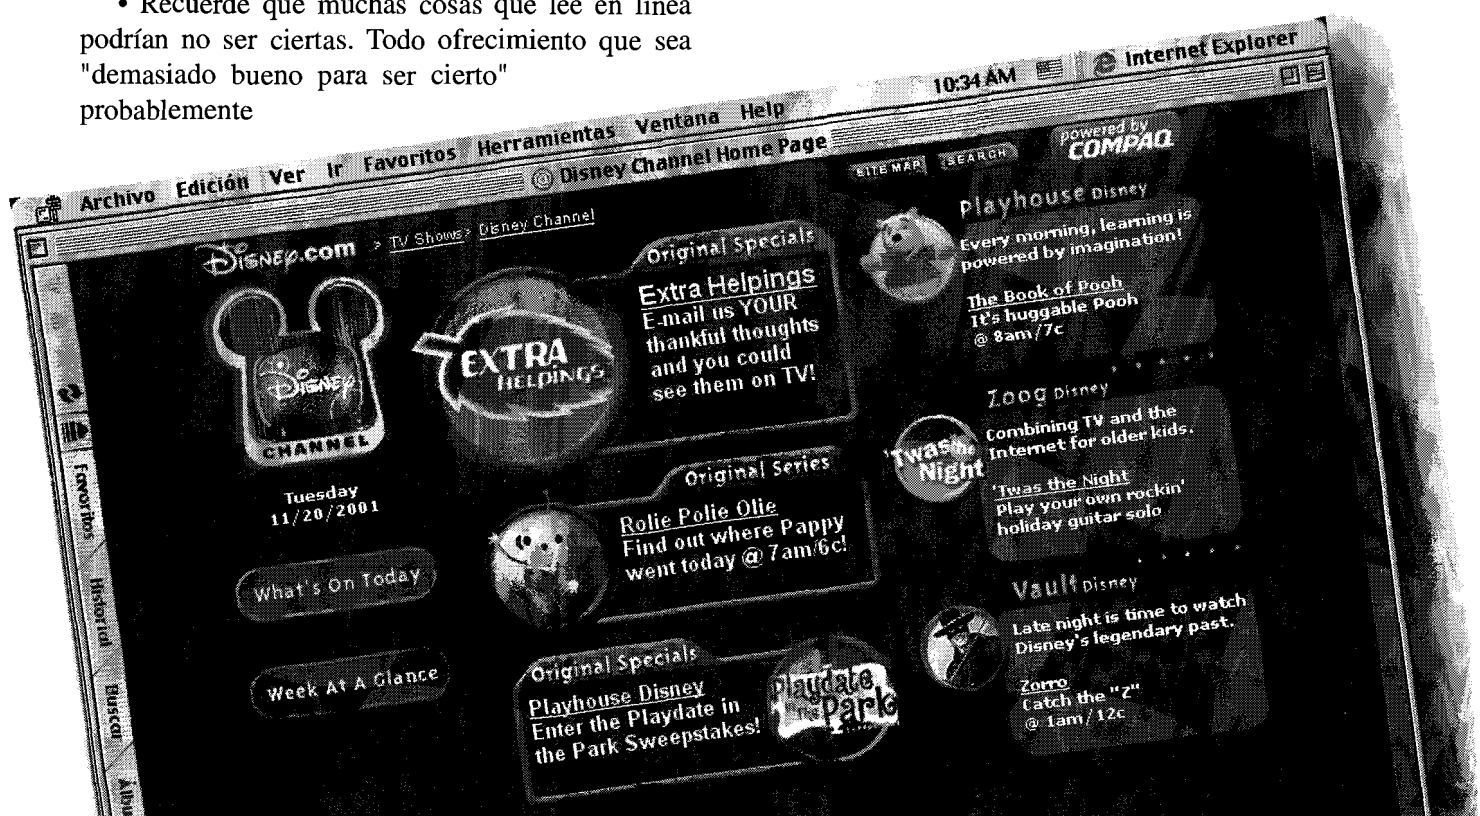 • Recuerde que muchas cosas que lee en línea
podrían no ser ciertas. Todo ofrecimiento que sea
"demasiado bueno para ser cierto"
probablemente
Archivo Edición Ver Ir Favoritos Herramientas Ventana Help
10:34 AM Internet Explorer
Disney Channel Home Page
Disney.com > TV Shows > Disney Channel
SITE MAP SEARCH
powered by
COMPAQ
Disney
CHANNEL
Tuesday
11/20/2001
What's On Today
Week At A Glance
EXTRA
HELPINGS
Original Specials
Extra Helpings
E-mail us YOUR
thankful thoughts
and you could
see them on TV!
Original Series
Rolie Polie Olie
Find out where Pappy
went today @ 7am/6c!
Original Specials
Playhouse Disney
Enter the Playdate in
the Park Sweepstakes!
Playdate
in the
Park
Playhouse Disney
Every morning, learning is
powered by imagination!
The Book of Pooh
It's huggable Pooh
@ 8am/7c
Zoog Disney
Combining TV and the
Internet for older kids.
'Twas the
Night
'Twas the Night
Play your own rockin'
holiday guitar solo
Vault Disney
Late night is time to watch
Disney's legendary past.
Zorro
Catch the "Z"
@ 1am/12c
Favoritos
Historial
Buscar
Álbu